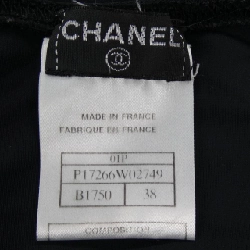 CHANEL
MADE IN FRANCE
FABRIQUE EN FRANCE
01P
P17266W02749
B1750 38
COMPOSITION